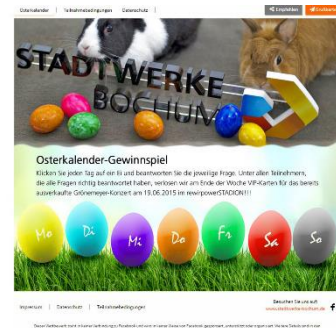 Osterkalender | Teilnahmebedingungen | Datenschutz |
Empfehlen
STADTWERKE
BOCHUM
Osterkalender-Gewinnspiel
Klicken Sie jeden Tag auf ein Ei und beantworten Sie die jeweilige Frage. Unter allen Teilnehmern,
die alle Fragen richtig beantwortet haben, verlosen wir am Ende der Woche VIP-Karten für das bereits
ausverkaufte Grönemeyer-Konzert am 19.06.2015 im rewirpowerSTADION!!!
Mo Di Mi Do Fr Sa So
Impressum | Datenschutz | Teilnahmebedingungen
Besuchen Sie uns auf:
www.stadtwerke-bochum.de